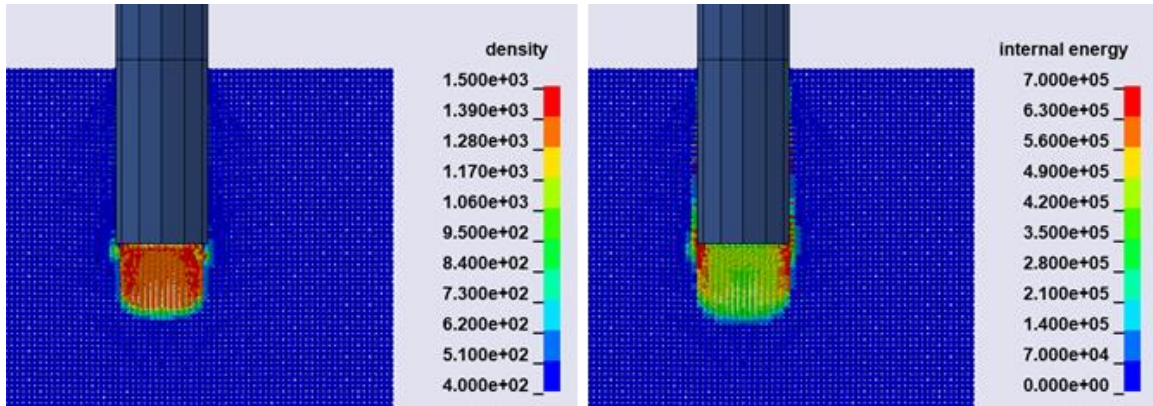 density
1.500e+03
1.390e+03
1.280e+03
1.170e+03
1.060e+03
9.500e+02
8.400e+02
7.300e+02
6.200e+02
5.100e+02
4.000e+02
internal energy
7.000e+05
6.300e+05
5.600e+05
4.900e+05
4.200e+05
3.500e+05
2.800e+05
2.100e+05
1.400e+05
7.000e+04
0.000e+00